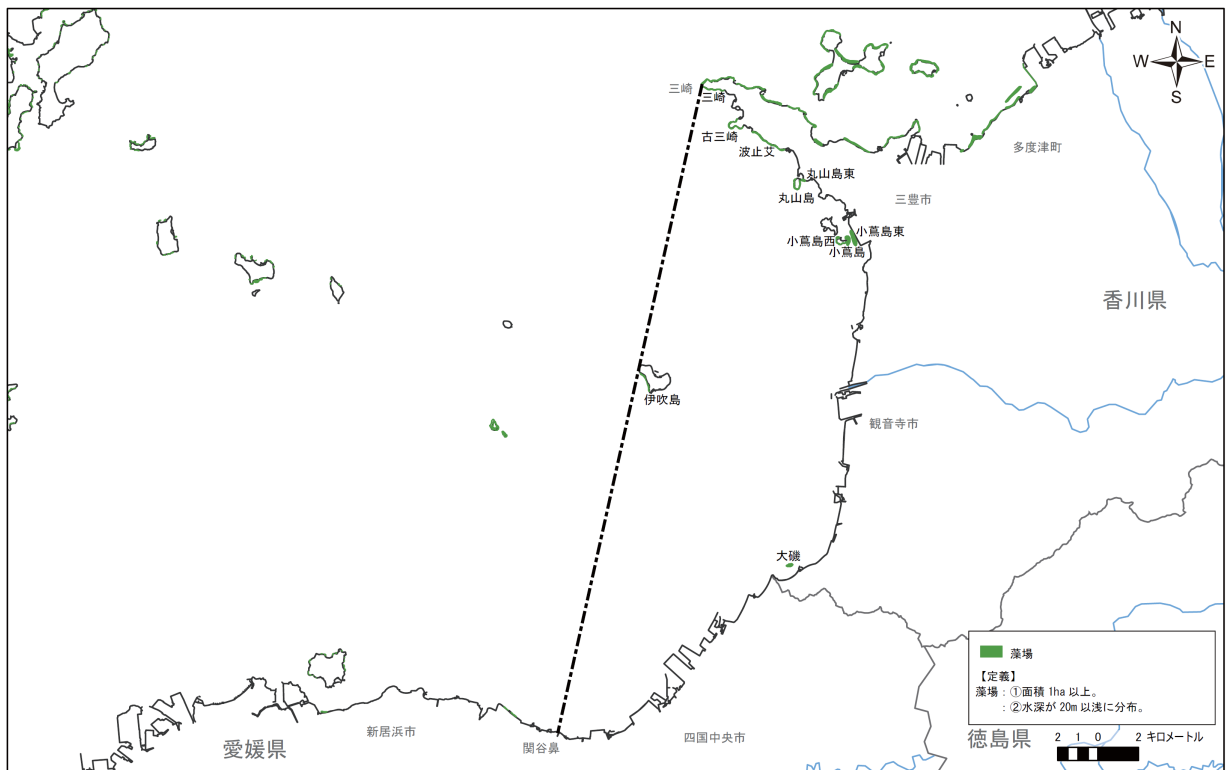 N
W E
S
三崎
三崎
古三崎
波止艾
多度津町
丸山島東
丸山島
三豊市
小蔦島東
小蔦島西
小蔦島
香川県
伊吹島
観音寺市
大磯
藻場
【定義】
藻場：①面積 1ha 以上。
：②水深が 20m 以浅に分布。
新居浜市
愛媛県
関谷鼻
四国中央市
徳島県
2 1 0 2 キロメートル